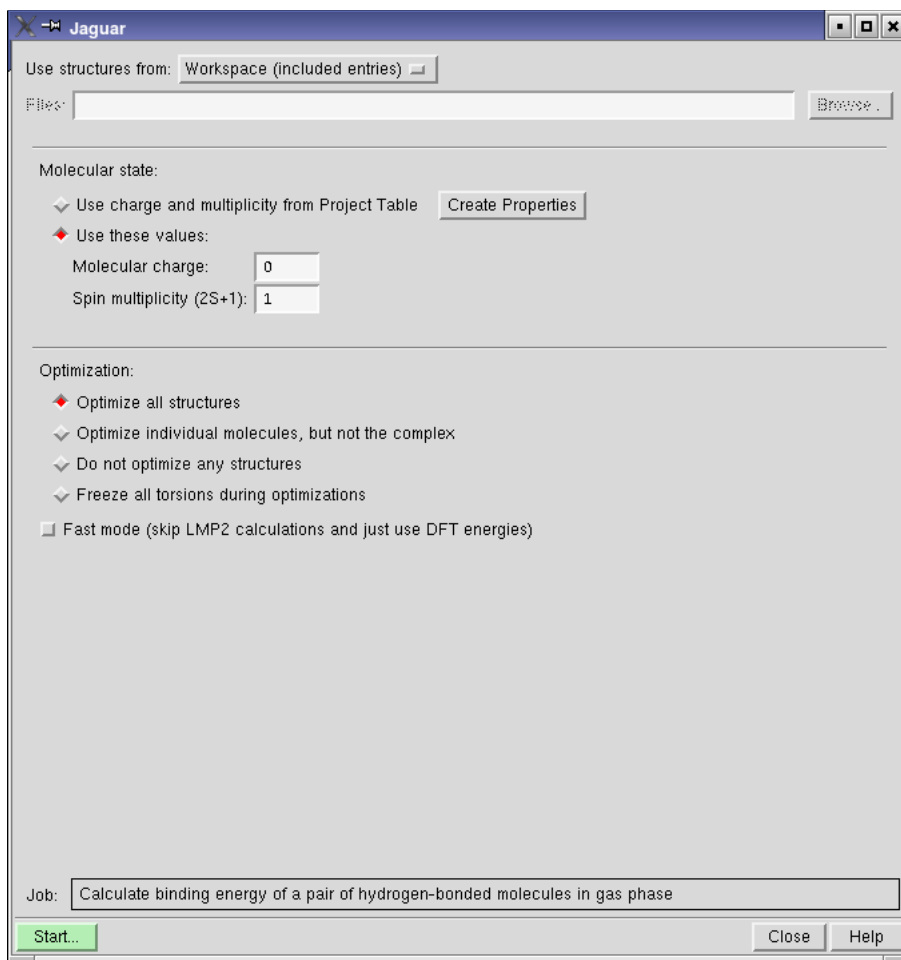 Jaguar
Use structures from: Workspace (included entries)
Files: Browse..
Molecular state:
Use charge and multiplicity from Project Table Create Properties
Use these values:
Molecular charge: 0
Spin multiplicity (2S+1): 1
Optimization:
Optimize all structures
Optimize individual molecules, but not the complex
Do not optimize any structures
Freeze all torsions during optimizations
Fast mode (skip LMP2 calculations and just use DFT energies)
Job: Calculate binding energy of a pair of hydrogen-bonded molecules in gas phase
Start... Close Help